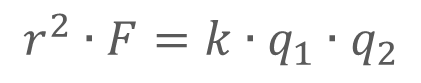 r² · F = k · q₁ · q₂